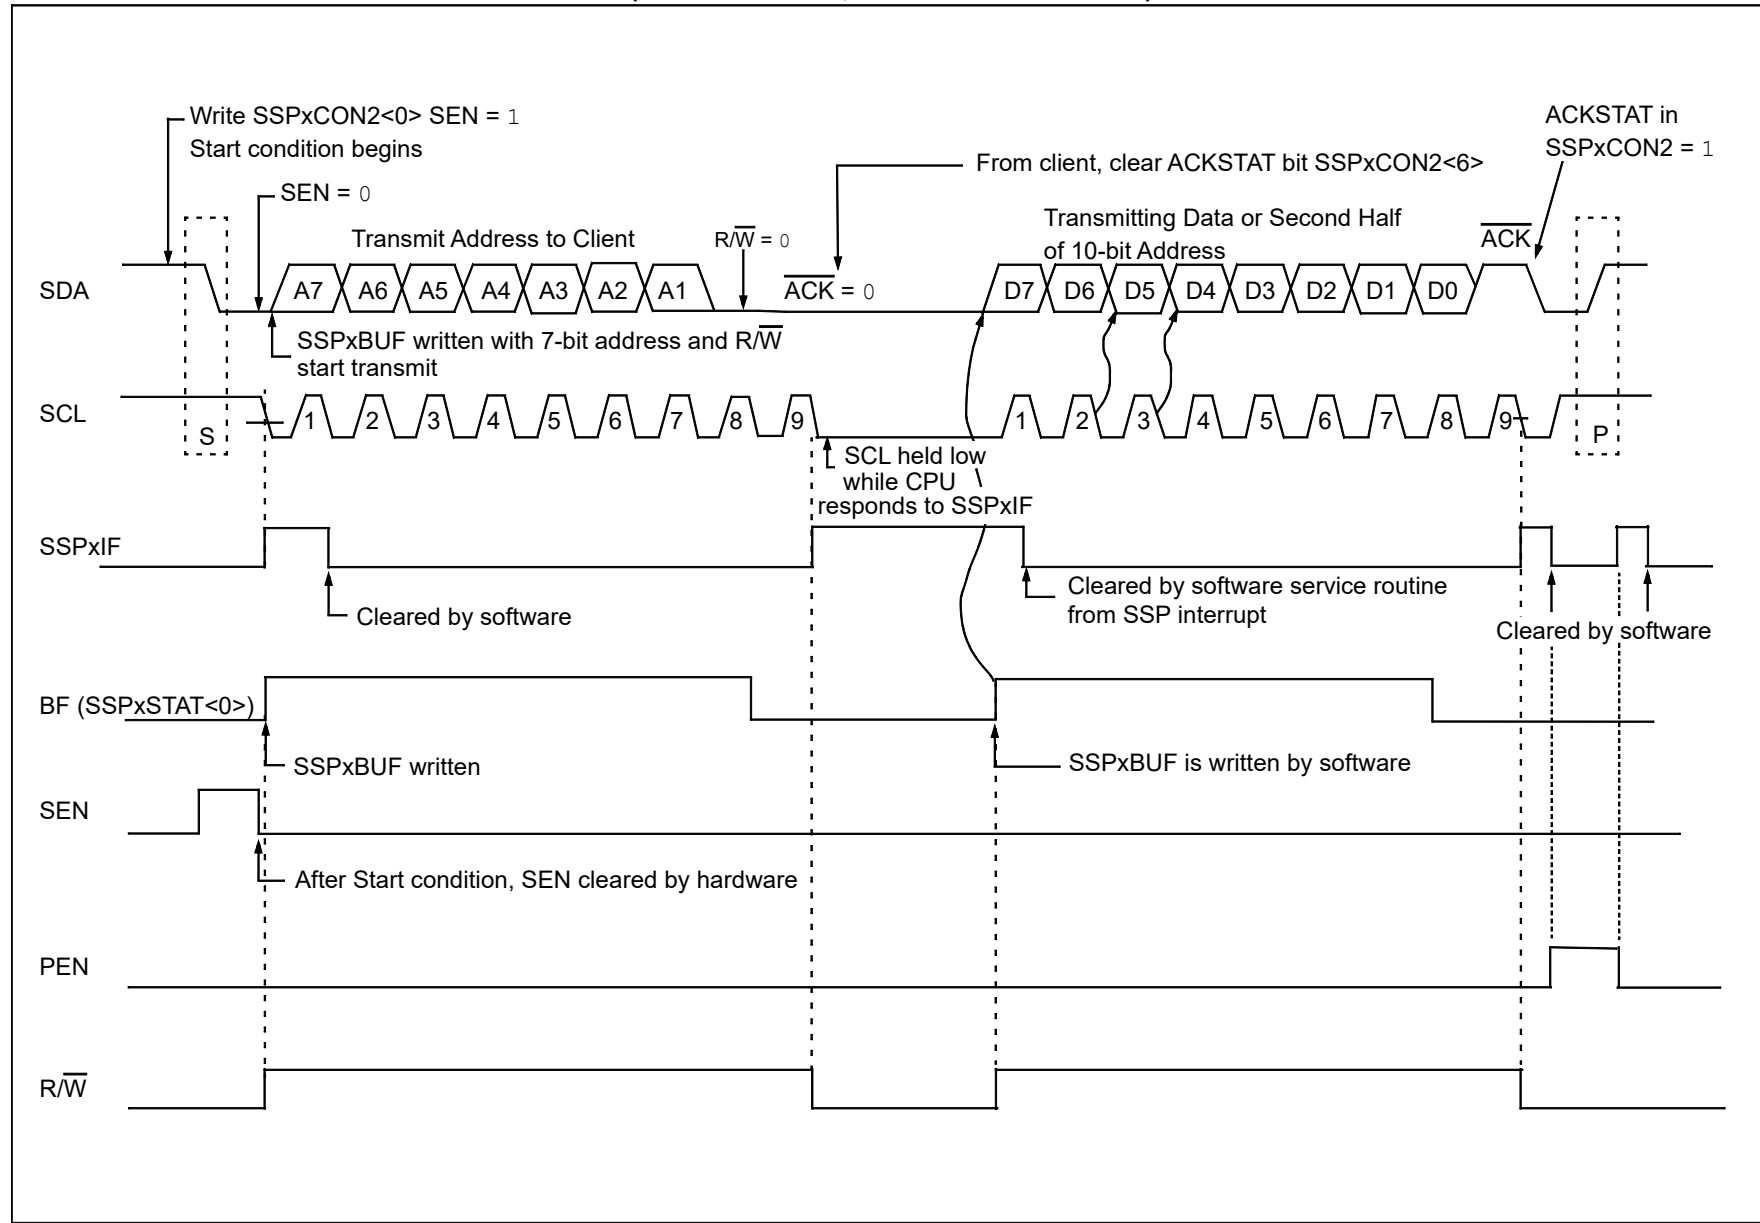 Write SSPxCON2<0> SEN = 1
Start condition begins
ACKSTAT in
SSPxCON2 = 1
From client, clear ACKSTAT bit SSPxCON2<6>
SEN = 0
Transmit Address to Client
R/W̅ = 0
Transmitting Data or Second Half
of 10-bit Address
A̅C̅K̅
SDA
A7 A6 A5 A4 A3 A2 A1
A̅C̅K̅ = 0
D7 D6 D5 D4 D3 D2 D1 D0
SSPxBUF written with 7-bit address and R/W̅
start transmit
SCL
S
1 2 3 4 5 6 7 8 9
1 2 3 4 5 6 7 8 9
P
SCL held low
while CPU
responds to SSPxIF
SSPxIF
Cleared by software
Cleared by software service routine
from SSP interrupt
Cleared by software
BF (SSPxSTAT<0>)
SSPxBUF written
SSPxBUF is written by software
SEN
After Start condition, SEN cleared by hardware
PEN
R/W̅